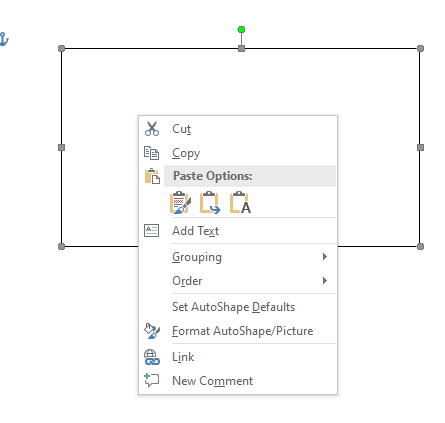 Cut
Copy
Paste Options:
A
Add Text
Grouping
Order
Set AutoShape Defaults
Format AutoShape/Picture
Link
New Comment